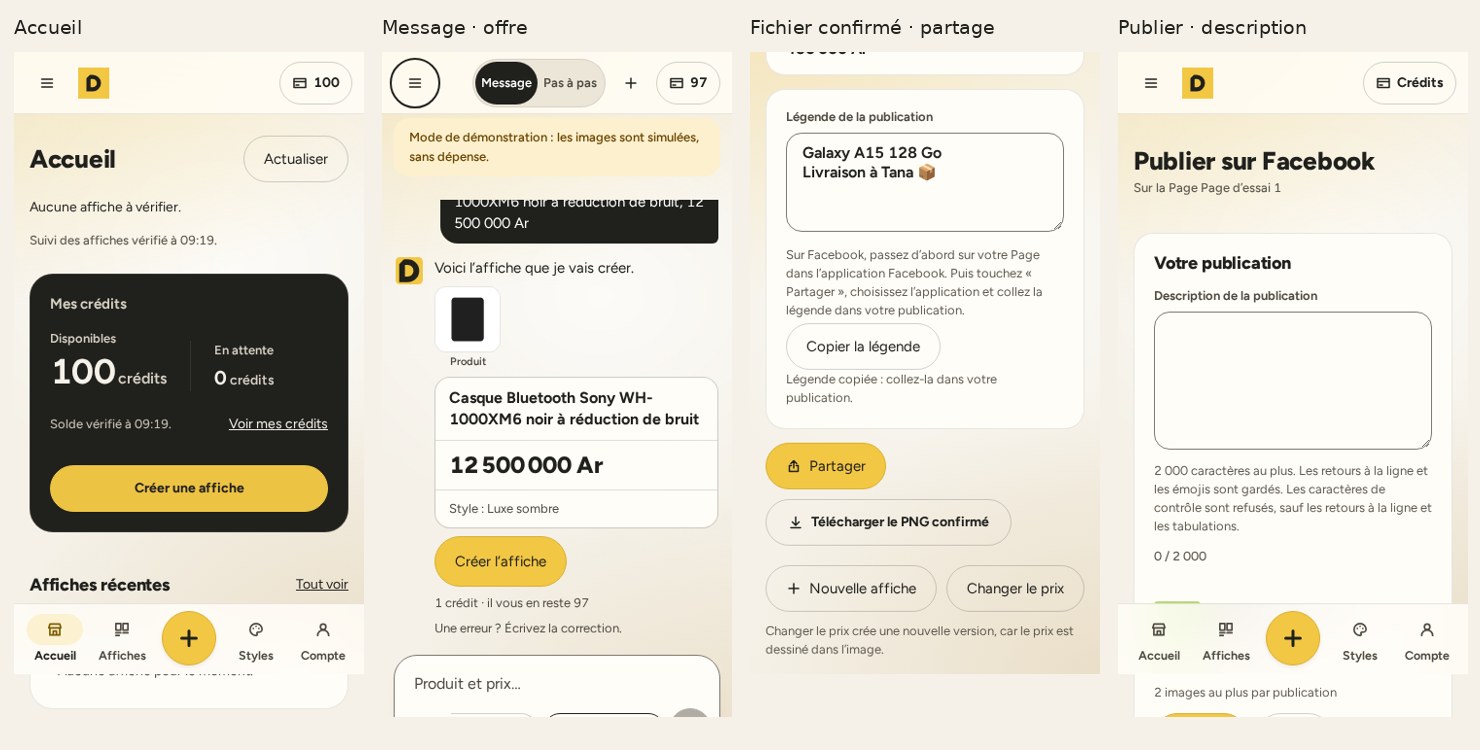 Accueil
D
100
Accueil
Actualiser
Aucune affiche à vérifier.
Suivi des affiches vérifié à 09:19.
Mes crédits
Disponibles
100 crédits
En attente
0 crédits
Solde vérifié à 09:19.
Voir mes crédits
Créer une affiche
Affiches récentes
Tout voir
Accueil
Affiches
Styles
Compte
Message · offre
Message
Pas à pas
97
Mode de démonstration : les images sont simulées,
sans dépense.
1000XM6 noir à réduction de bruit, 12
500 000 Ar
D
Voici l’affiche que je vais créer.
Produit
Casque Bluetooth Sony WH-
1000XM6 noir à réduction de bruit
12 500 000 Ar
Style : Luxe sombre
Créer l’affiche
1 crédit · il vous en reste 97
Une erreur ? Écrivez la correction.
Produit et prix…
Fichier confirmé · partage
Légende de la publication
Galaxy A15 128 Go
Livraison à Tana 📦
Sur Facebook, passez d’abord sur votre Page
dans l’application Facebook. Puis touchez «
Partager », choisissez l’application et collez la
légende dans votre publication.
Copier la légende
Légende copiée : collez-la dans votre
publication.
Partager
Télécharger le PNG confirmé
Nouvelle affiche
Changer le prix
Changer le prix crée une nouvelle version, car le prix est
dessiné dans l’image.
Publier · description
D
Crédits
Publier sur Facebook
Sur la Page Page d’essai 1
Votre publication
Description de la publication
2 000 caractères au plus. Les retours à la ligne et
les émojis sont gardés. Les caractères de
contrôle sont refusés, sauf les retours à la ligne et
les tabulations.
0 / 2 000
Accueil
Affiches
Styles
Compte
2 images au plus par publication